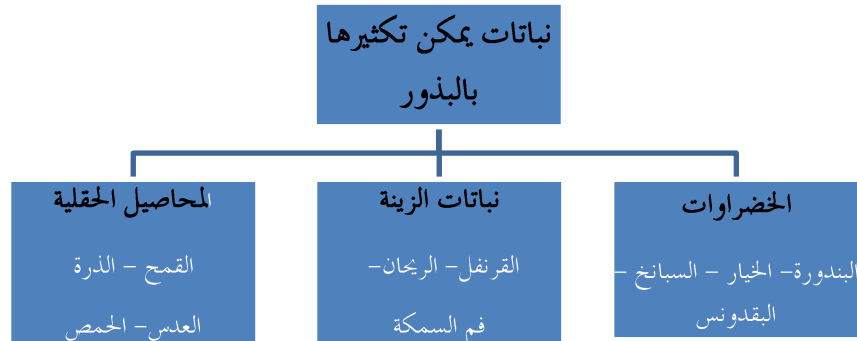 نباتات يمكن تكثيرها
بالبذور
الخضراوات
البندورة- الخيار – السبانخ –
البقدونس
نباتات الزينة
القرنفل- الريحان-
فم السمكة
المحاصيل الحقلية
القمح – الذرة
العدس- الحمص